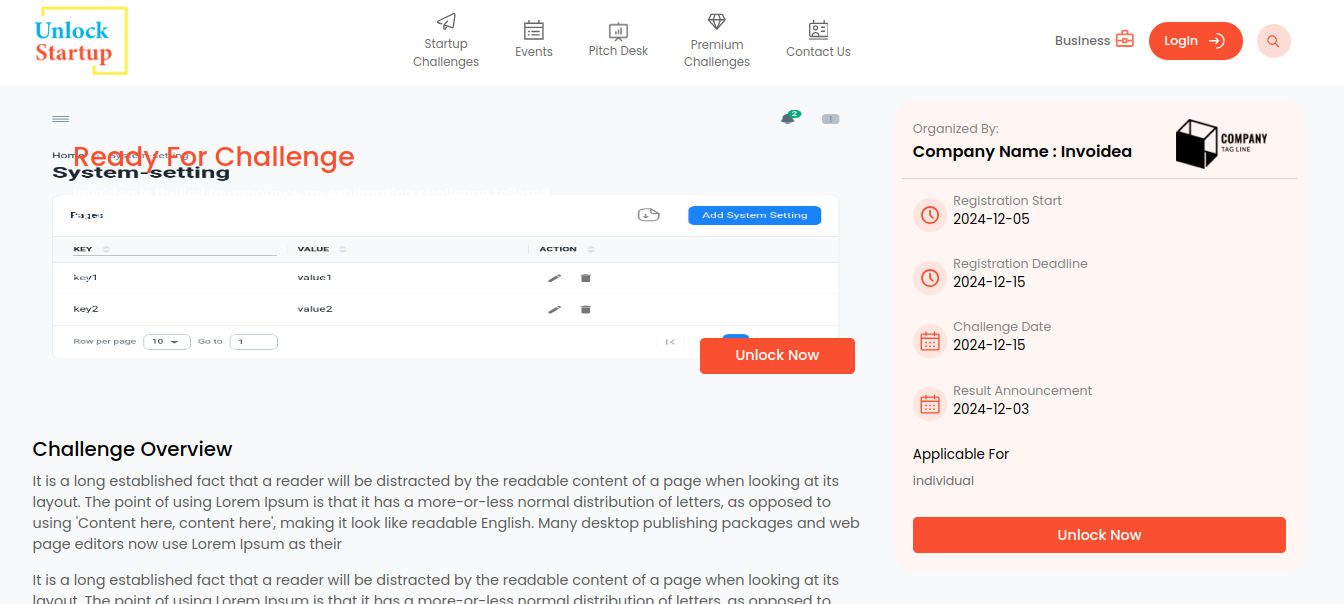 Unlock
Startup
Startup
Challenges
Events
Pitch Desk
Premium
Challenges
Contact Us
Business
Login
2
Home
System-setting
Ready For Challenge
System-setting
Pages
Add System Setting
KEY
VALUE
ACTION
key1
value1
key2
value2
Row per page
10
Go to
1
Unlock Now
Organized By:
Company Name : Invoidea
COMPANY
TAG LINE
Registration Start
2024-12-05
Registration Deadline
2024-12-15
Challenge Date
2024-12-15
Result Announcement
2024-12-03
Applicable For
individual
Unlock Now
Challenge Overview
It is a long established fact that a reader will be distracted by the readable content of a page when looking at its
layout. The point of using Lorem Ipsum is that it has a more-or-less normal distribution of letters, as opposed to
using 'Content here, content here', making it look like readable English. Many desktop publishing packages and web
page editors now use Lorem Ipsum as their
It is a long established fact that a reader will be distracted by the readable content of a page when looking at its
layout. The point of using Lorem Ipsum is that it has a more-or-less normal distribution of letters, as opposed to